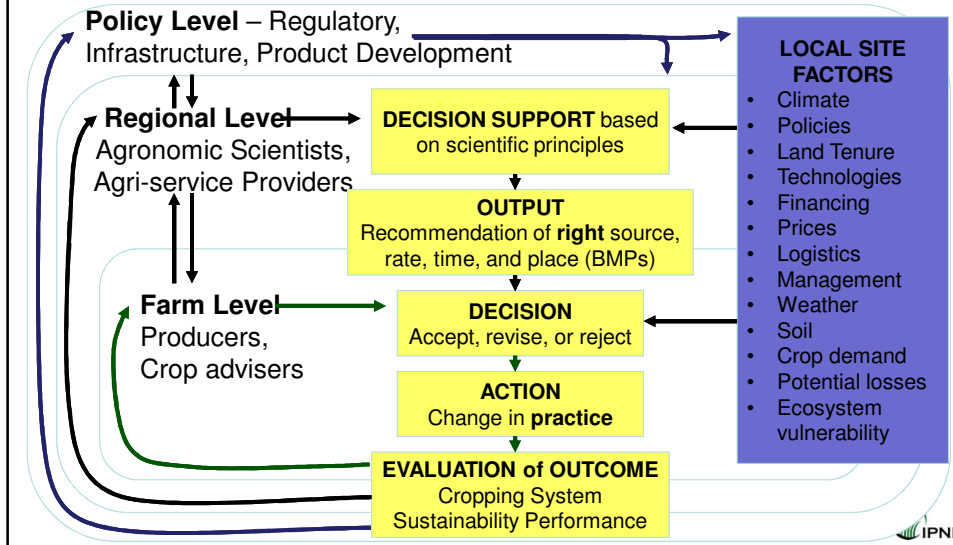 Policy Level – Regulatory,
Infrastructure, Product Development
Regional Level
Agronomic Scientists,
Agri-service Providers
Farm Level
Producers,
Crop advisers
DECISION SUPPORT based
on scientific principles
OUTPUT
Recommendation of right source,
rate, time, and place (BMPs)
DECISION
Accept, revise, or reject
ACTION
Change in practice
EVALUATION of OUTCOME
Cropping System
Sustainability Performance
LOCAL SITE
FACTORS
• Climate
• Policies
• Land Tenure
• Technologies
• Financing
• Prices
• Logistics
• Management
• Weather
• Soil
• Crop demand
• Potential losses
• Ecosystem
vulnerability